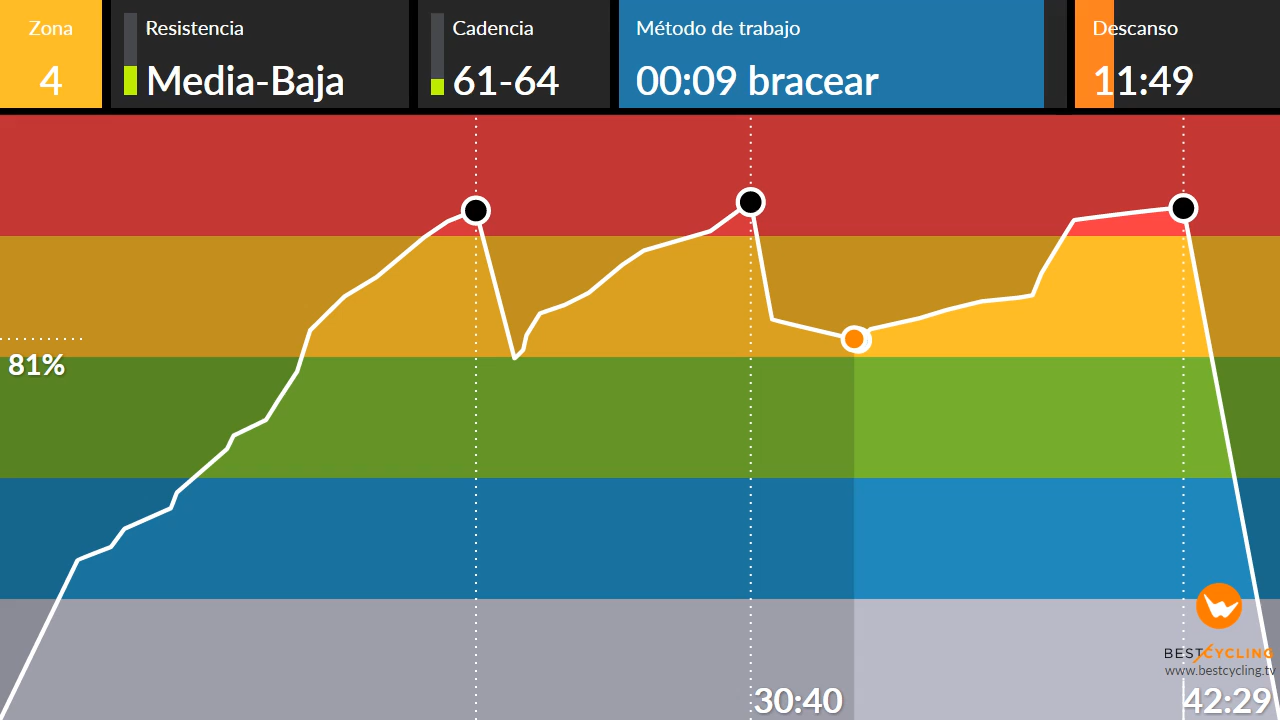 Zona
4
Resistencia
Media-Baja
Cadencia
61-64
Método de trabajo
00:09 bracear
Descanso
11:49
81%
BESTCYCLING
www.bestcycling.tv
30:40
42:29